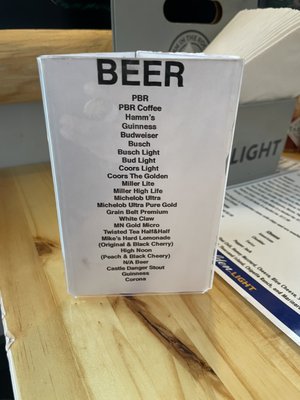 BEER
PBR
PBR Coffee
Hamm's
Guinness
Budweiser
Busch
Busch Light
Bud Light
Coors Light
Coors The Golden
Miller Lite
Miller High Life
Michelob Ultra
Michelob Ultra Pure Gold
Grain Belt Premium
White Claw
MN Gold Micro
Twisted Tea Half&Half
Mike's Hard Lemonade
(Original & Black Cherry)
High Noon
(Peach & Black Cheery)
N/A Beer
Castle Danger Stout
Guinness
Corona
LIGHT
LIGHT